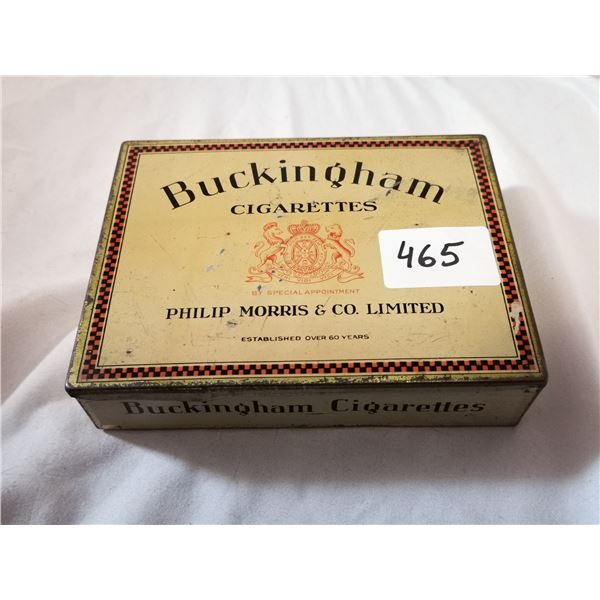 Buckingham
CIGARETTES
465
BY SPECIAL APPOINTMENT
PHILIP MORRIS & CO. LIMITED
ESTABLISHED OVER 60 YEARS
Buckingham Cigarettes